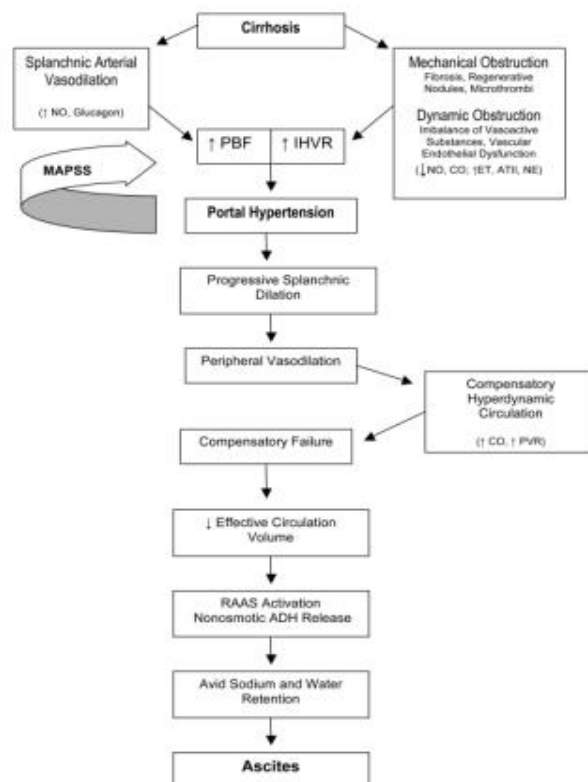 Cirrhosis
Splanchnic Arterial
Vasodilation
(↑ NO, Glucagon)
Mechanical Obstruction
Fibrosis, Regenerative
Nodules, Microthrombi
Dynamic Obstruction
Imbalance of Vasoactive
Substances, Vascular
Endothelial Dysfunction
(↓NO, CO; ↑ET, ATII, NE)
↑ PBF
↑ IHVR
MAPSS
Portal Hypertension
Progressive Splanchnic
Dilation
Peripheral Vasodilation
Compensatory
Hyperdynamic
Circulation
(↑ CO, ↑ PVR)
Compensatory Failure
↓ Effective Circulation
Volume
RAAS Activation
Nonosmotic ADH Release
Avid Sodium and Water
Retention
Ascites